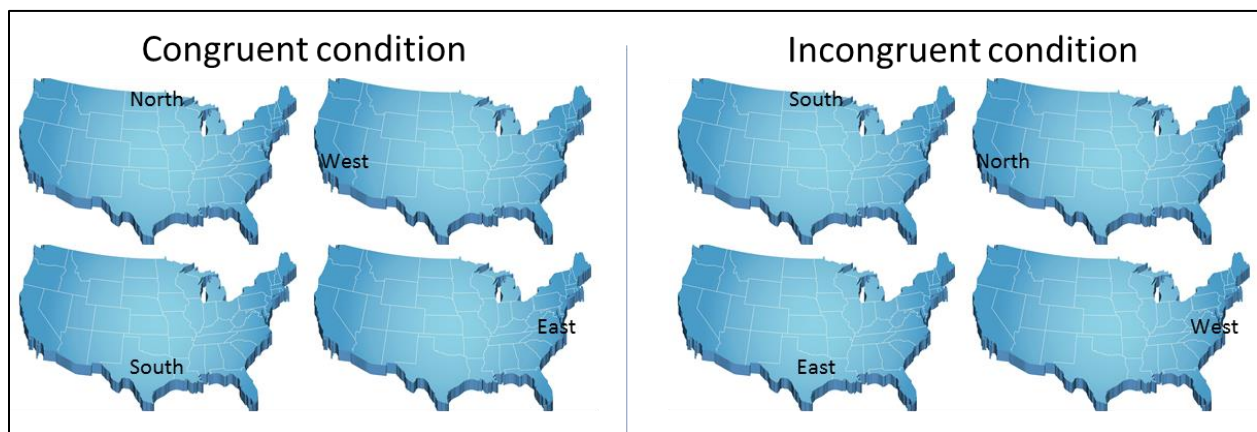 Congruent condition
North
West
South
East
Incongruent condition
South
North
East
West